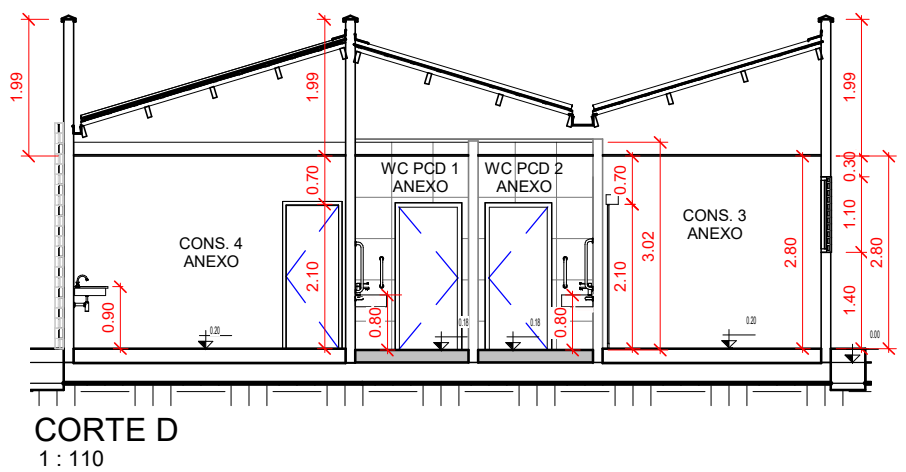 1.99
1.99
1.99
WC PCD 1
ANEXO
WC PCD 2
ANEXO
0.70
0.70
0.30
CONS. 4
ANEXO
CONS. 3
ANEXO
1.10
2.10
2.10
3.02
2.80
2.80
1.40
0.90
0.80
0.80
0.20
0.18
0.18
0.20
0.00
CORTE D
1 : 110